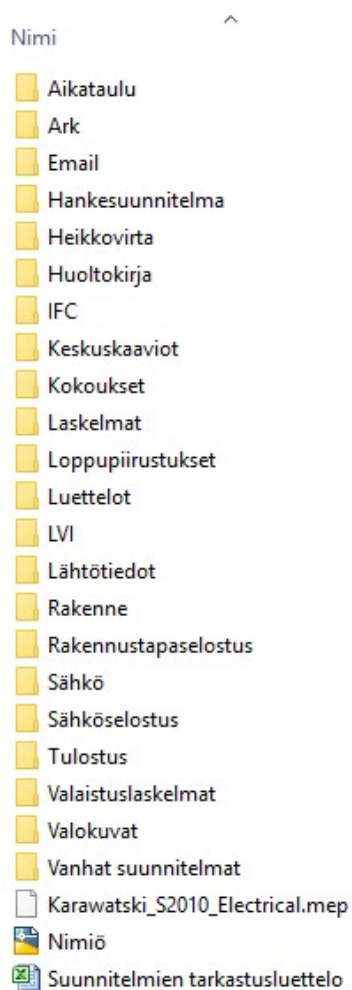 Nimi
Aikataulu
Ark
Email
Hankesuunnitelma
Heikkovirta
Huoltokirja
IFC
Keskuskaaviot
Kokoukset
Laskelmat
Loppupiirustukset
Luettelot
LVI
Lähtötiedot
Rakenne
Rakennustapaselostus
Sähkö
Sähköselostus
Tulostus
Valaistuslaskelmat
Valokuvat
Vanhat suunnitelmat
Karawatski_S2010_Electrical.mep
Nimiö
Suunnitelmien tarkastusluettelo